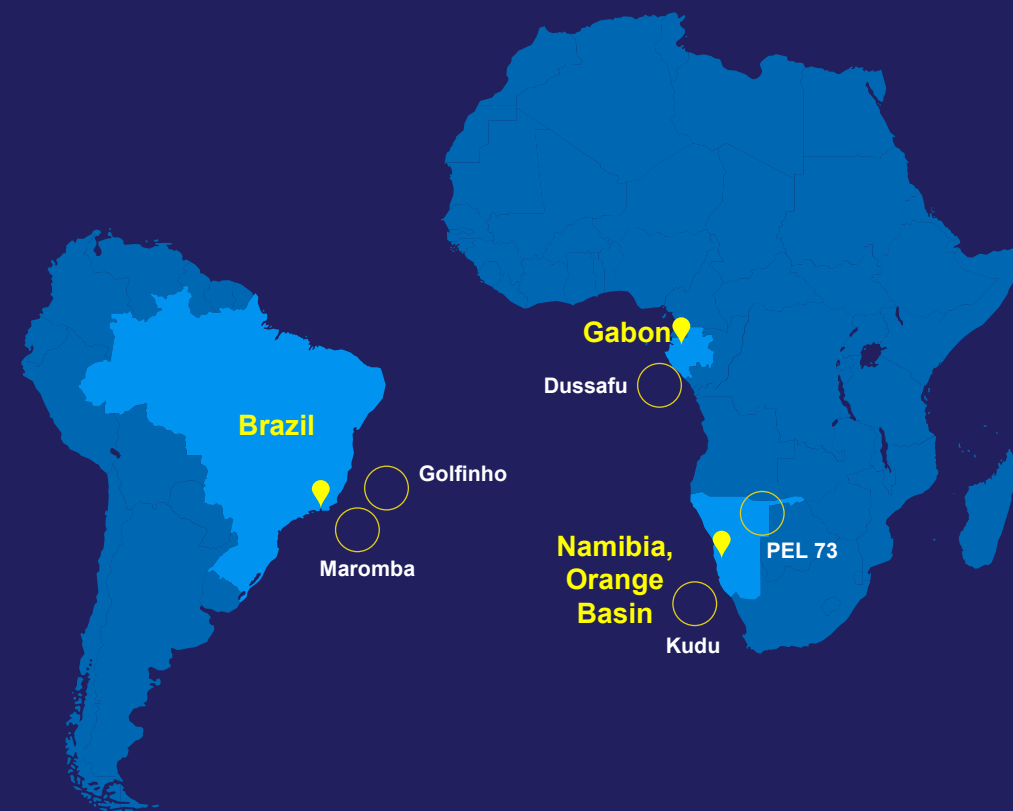 Brazil
Golfinho
Maromba
Gabon
Dussafu
Namibia,
Orange
Basin
PEL 73
Kudu